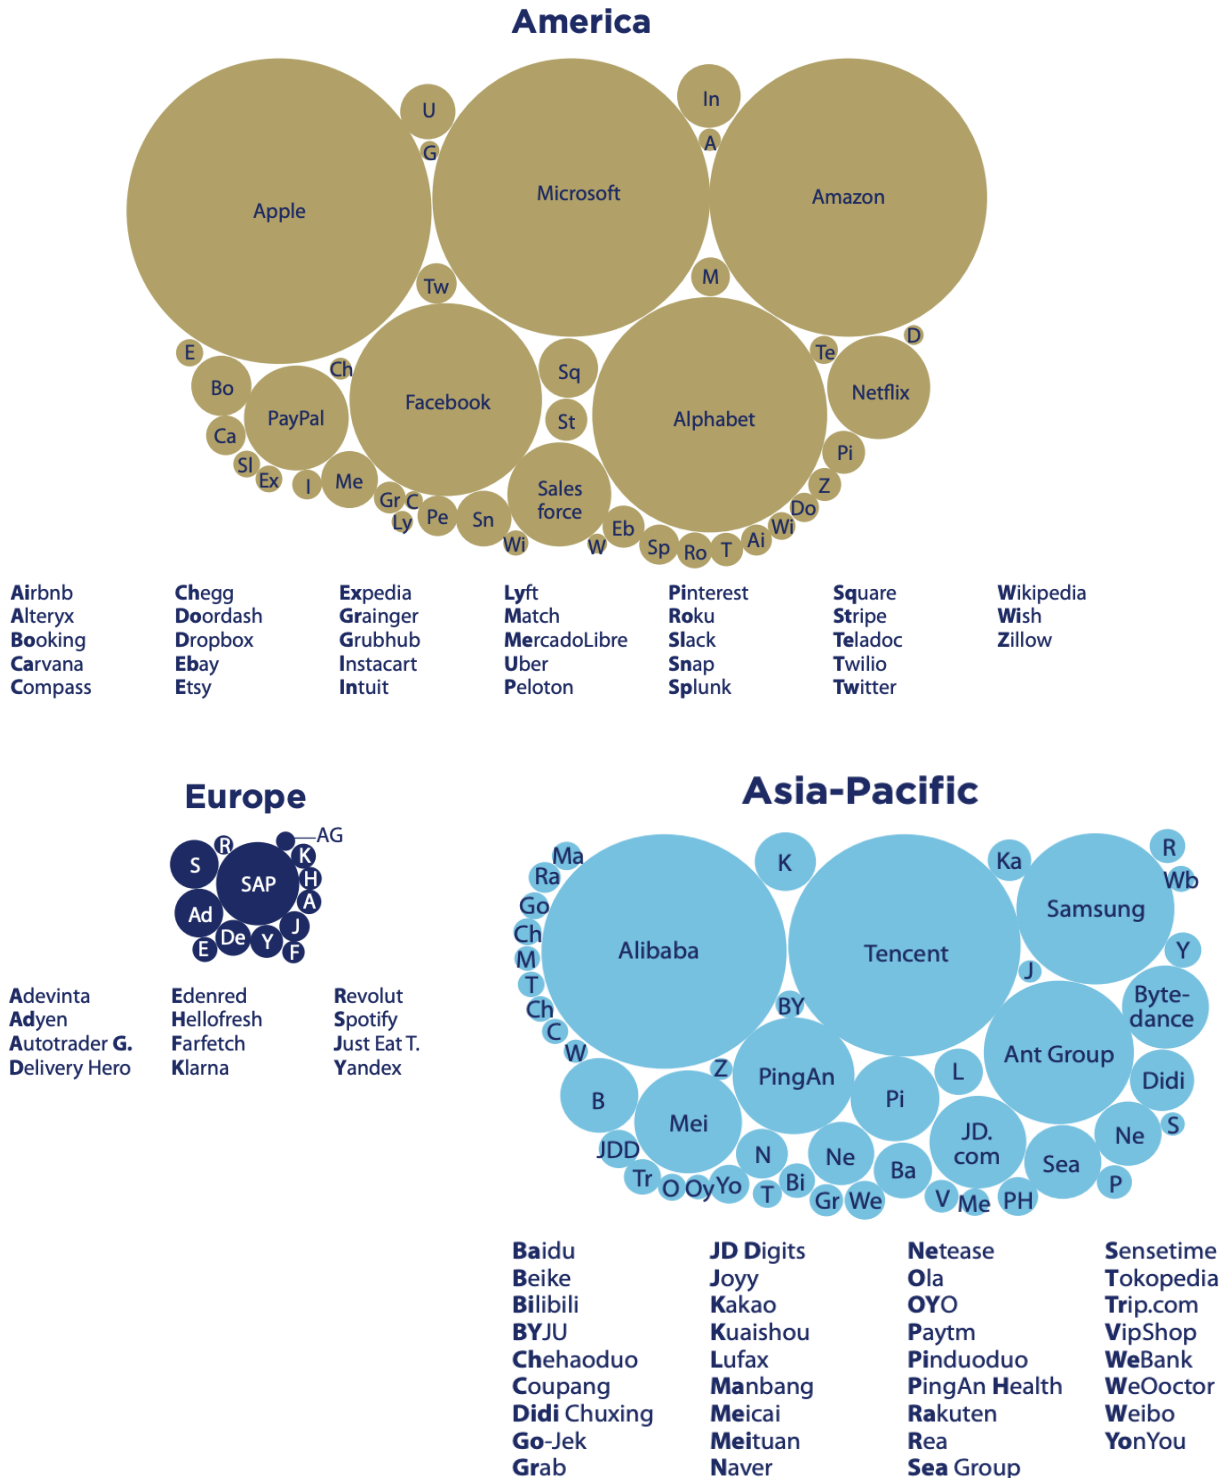 America
U
In
G
A
Apple
Microsoft
Amazon
Tw
M
E
Ch
Te
D
Bo
Sq
Netflix
PayPal
Facebook
St
Alphabet
Ca
Sl
Ex
I
Me
Pi
Z
Gr
C
Ly
Pe
Sn
Sales
force
Wi
W
Eb
Sp
Ro
T
Ai
Wi
Do
Airbnb
Alteryx
Booking
Carvana
Compass
Chegg
Doordash
Dropbox
Ebay
Etsy
Expedia
Grainger
Grubhub
Instacart
Intuit
Lyft
Match
MercadoLibre
Uber
Peloton
Pinterest
Roku
Slack
Snap
Splunk
Square
Stripe
Teladoc
Twilio
Twitter
Wikipedia
Wish
Zillow
Europe
AG
R
S
K
SAP
H
A
Ad
J
De
Y
E
F
Adevinta
Adyen
Autotrader G.
Delivery Hero
Edenred
Hellofresh
Farfetch
Klarna
Revolut
Spotify
Just Eat T.
Yandex
Asia-Pacific
Ma
Ra
Go
Ch
M
T
Ch
C
W
Alibaba
K
Tencent
Ka
Samsung
R
Wb
Y
J
BY
Byte-
dance
Ant Group
Z
PingAn
L
Pi
Didi
B
Mei
JD.
com
Ne
S
JDD
N
Ne
Ba
Sea
Tr
O
Oy
Yo
T
Bi
Gr
We
V
Me
PH
P
Baidu
Beike
Bilibili
BYJU
Chehaoduo
Coupang
Didi Chuxing
Go-Jek
Grab
JD Digits
Joyy
Kakao
Kuaishou
Lufax
Manbang
Meicai
Meituan
Naver
Netease
Ola
OYO
Paytm
Pinduoduo
PingAn Health
Rakuten
Rea
Sea Group
Sensetime
Tokopedia
Trip.com
VipShop
WeBank
WeOoctor
Weibo
YonYou